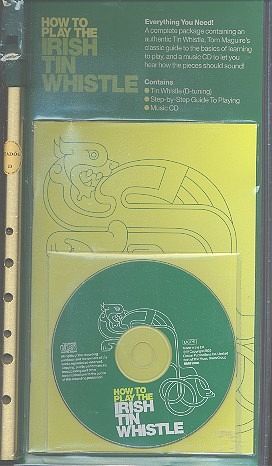 HOW TO
PLAY THE
IRISH
TIN
WHISTLE
Everything You Need!
A complete package containing an
authentic Tin Whistle, Tom Maguire's
classic guide to the basics of learning
to play, and a music CD to let you
hear how the pieces should sound!
Contains
Tin Whistle (D-tuning)
Step-by-Step Guide To Playing
Music CD
D
HOW TO
PLAY THE
IRISH
TIN
WHISTLE